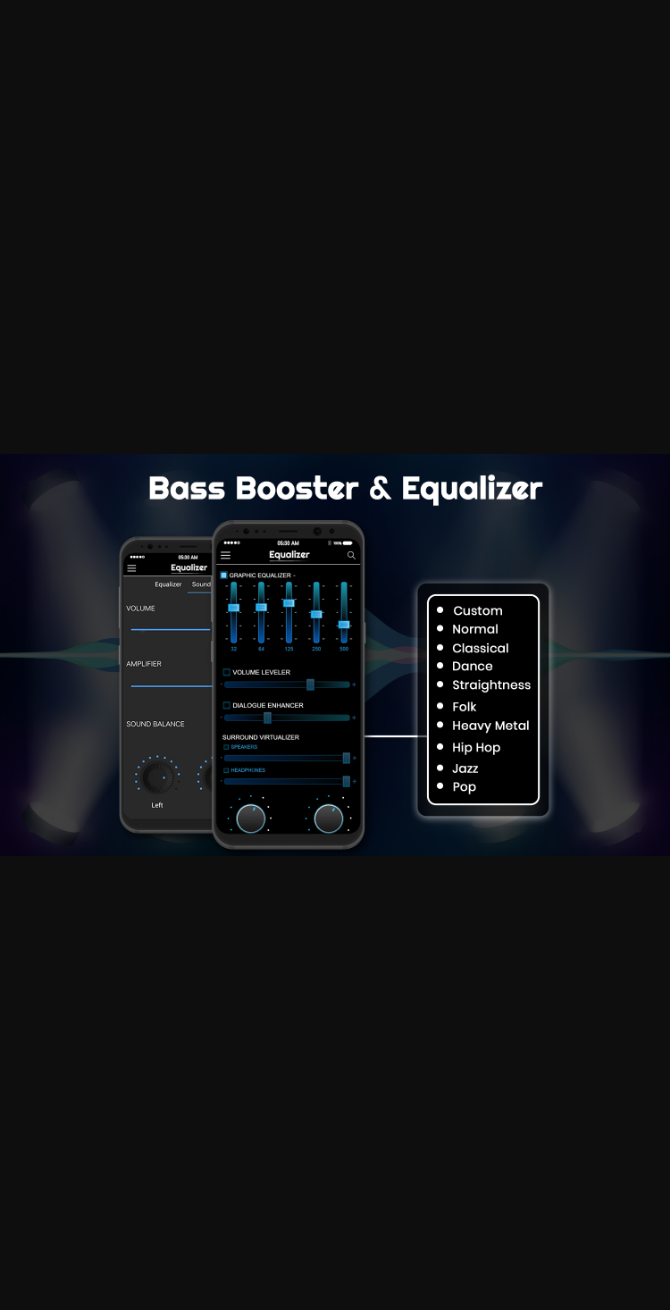 Bass Booster & Equalizer
05:30 AM
Equalizer
Equalizer Sound
VOLUME
AMPLIFIER
SOUND BALANCE
Left
05:30 AM
Equalizer
GRAPHIC EQUALIZER
32 64 125 250 500
VOLUME LEVELER
DIALOGUE ENHANCER
SURROUND VIRTUALIZER
SPEAKERS
HEADPHONES
Custom
Normal
Classical
Dance
Straightness
Folk
Heavy Metal
Hip Hop
Jazz
Pop